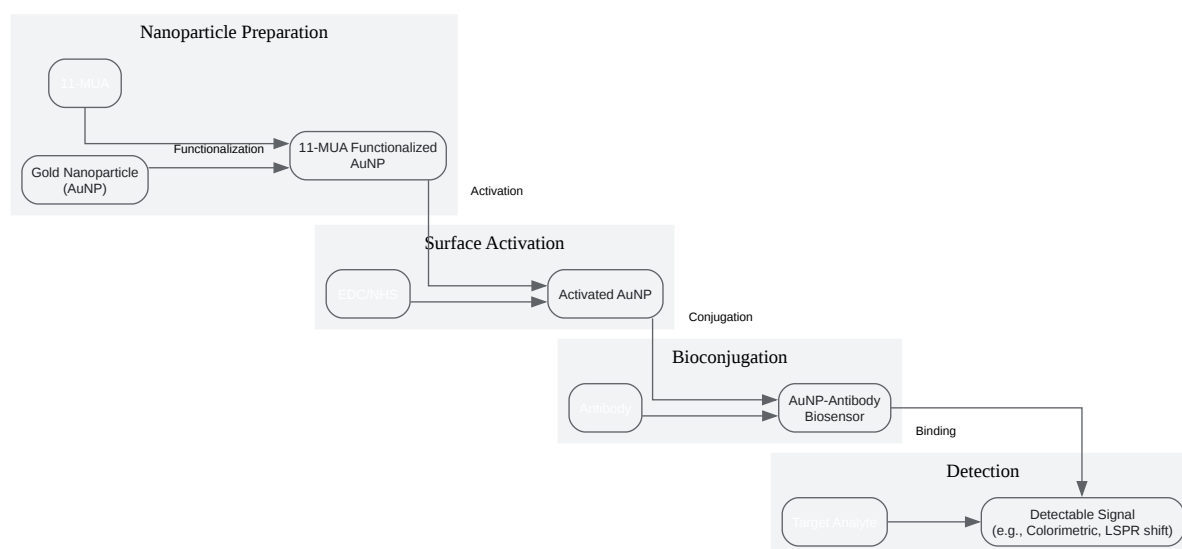 Nanoparticle Preparation
11-MUA
Functionalization
11-MUA Functionalized
AuNP
Gold Nanoparticle
(AuNP)
Activation
Surface Activation
EDC/NHS
Activated AuNP
Conjugation
Bioconjugation
Antibody
AuNP-Antibody
Biosensor
Binding
Detection
Target Analyte
Detectable Signal
(e.g., Colorimetric, LSPR shift)